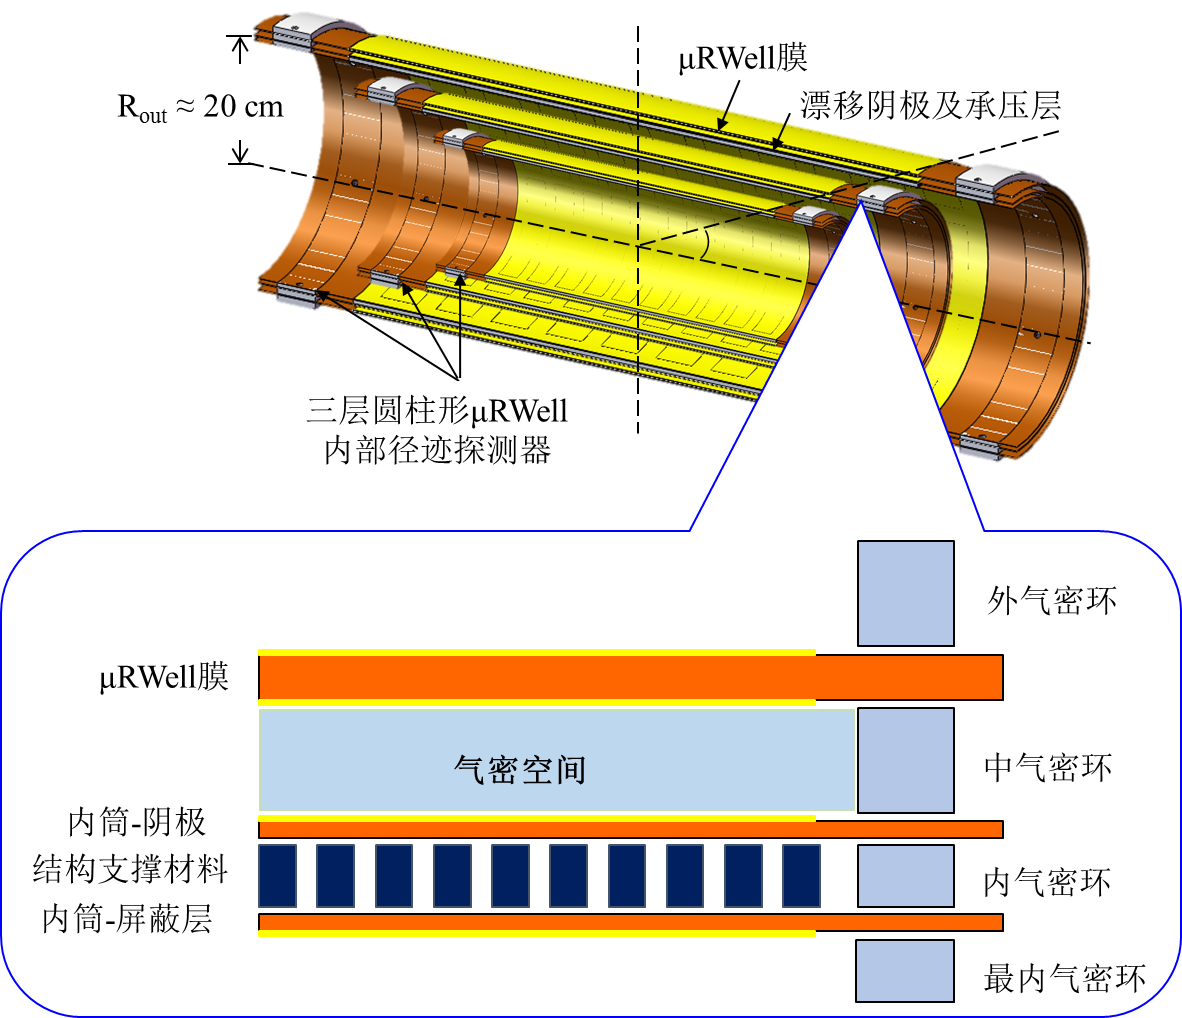 μRWell膜
漂移阴极及承压层
Rout ≈ 20 cm
三层圆柱形μRWell
内部径迹探测器
外气密环
μRWell膜
气密空间
中气密环
内筒-阴极
结构支撑材料
内气密环
内筒-屏蔽层
最内气密环